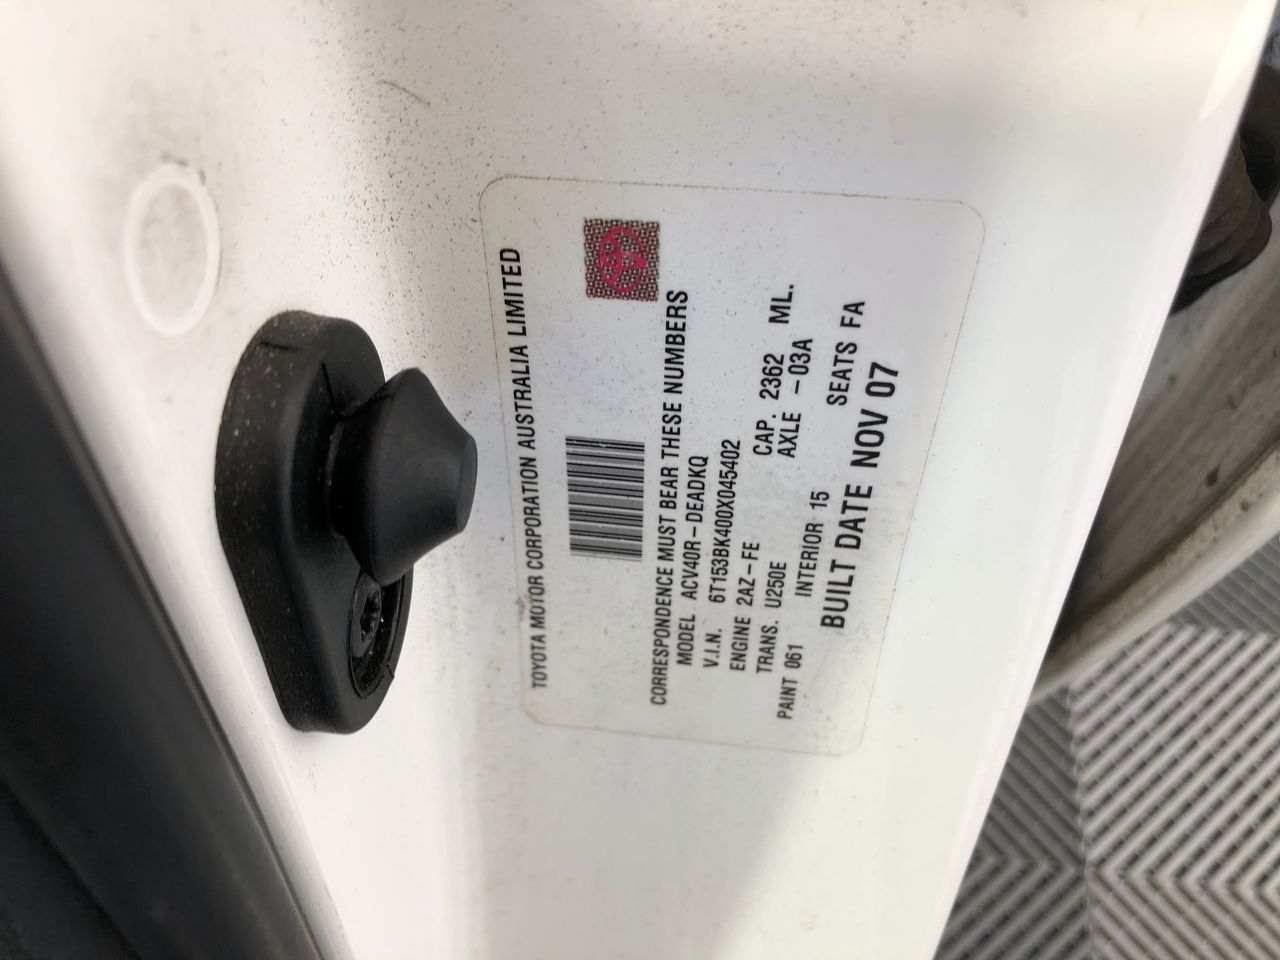 TOYOTA MOTOR CORPORATION AUSTRALIA LIMITED
CORRESPONDENCE MUST BEAR THESE NUMBERS
MODEL ACV40R-DEADKQ
V.I.N. 6T153BK400X045402
ENGINE 2AZ-FE CAP. 2362 ML.
TRANS. U250E AXLE -03A
PAINT 061 INTERIOR 15 SEATS FA
BUILT DATE NOV 07